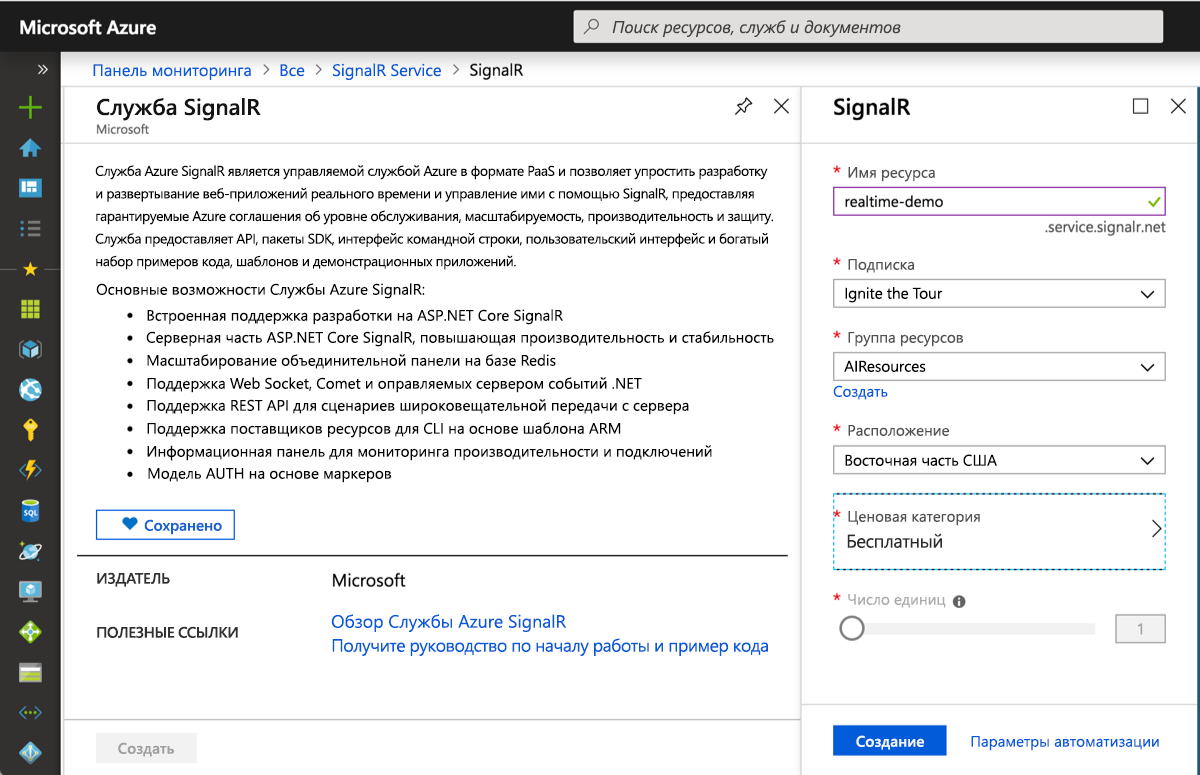 Microsoft Azure
Поиск ресурсов, служб и документов
Панель мониторинга > Все > SignalR Service > SignalR
Служба SignalR
Microsoft
Служба Azure SignalR является управляемой службой Azure в формате PaaS и позволяет упростить разработку
и развертывание веб-приложений реального времени и управление ими с помощью SignalR, предоставляя
гарантируемые Azure соглашения об уровне обслуживания, масштабируемость, производительность и защиту.
Служба предоставляет API, пакеты SDK, интерфейс командной строки, пользовательский интерфейс и богатый
набор примеров кода, шаблонов и демонстрационных приложений.
Основные возможности Службы Azure SignalR:
• Встроенная поддержка разработки на ASP.NET Core SignalR
• Серверная часть ASP.NET Core SignalR, повышающая производительность и стабильность
• Масштабирование объединительной панели на базе Redis
• Поддержка Web Socket, Comet и оправляемых сервером событий .NET
• Поддержка REST API для сценариев широковещательной передачи с сервера
• Поддержка поставщиков ресурсов для CLI на основе шаблона ARM
• Информационная панель для мониторинга производительности и подключений
• Модель AUTH на основе маркеров
Сохранено
ИЗДАТЕЛЬ
Microsoft
ПОЛЕЗНЫЕ ССЫЛКИ
Обзор Службы Azure SignalR
Получите руководство по началу работы и пример кода
Создать
SignalR
* Имя ресурса
realtime-demo
.service.signalr.net
* Подписка
Ignite the Tour
* Группа ресурсов
AIResources
Создать
* Расположение
Восточная часть США
* Ценовая категория
Бесплатный
* Число единиц
1
Создание
Параметры автоматизации
SQL